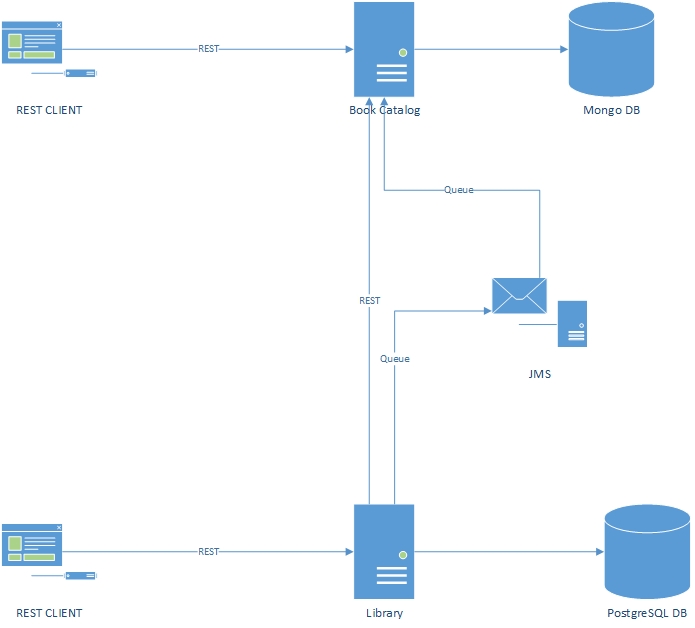 REST
REST CLIENT
Book Catalog
Mongo DB
Queue
REST
Queue
JMS
REST
REST CLIENT
Library
PostgreSQL DB